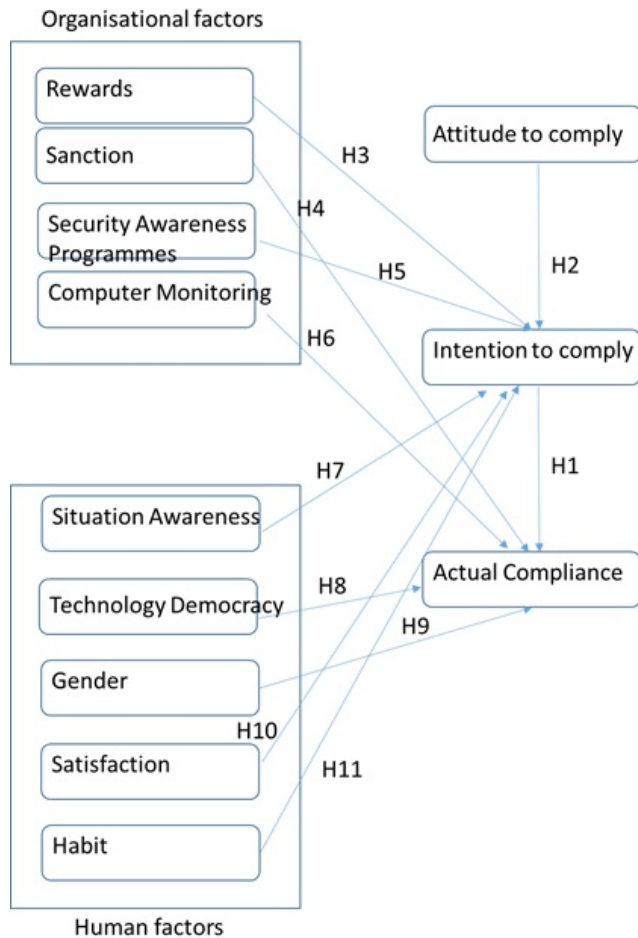 Organisational factors
Rewards
Sanction
Security Awareness
Programmes
Computer Monitoring
H3
H4
H5
H6
Attitude to comply
H2
Intention to comply
H1
Actual Compliance
H7
Situation Awareness
Technology Democracy
H8
H9
Gender
H10
Satisfaction
H11
Habit
Human factors